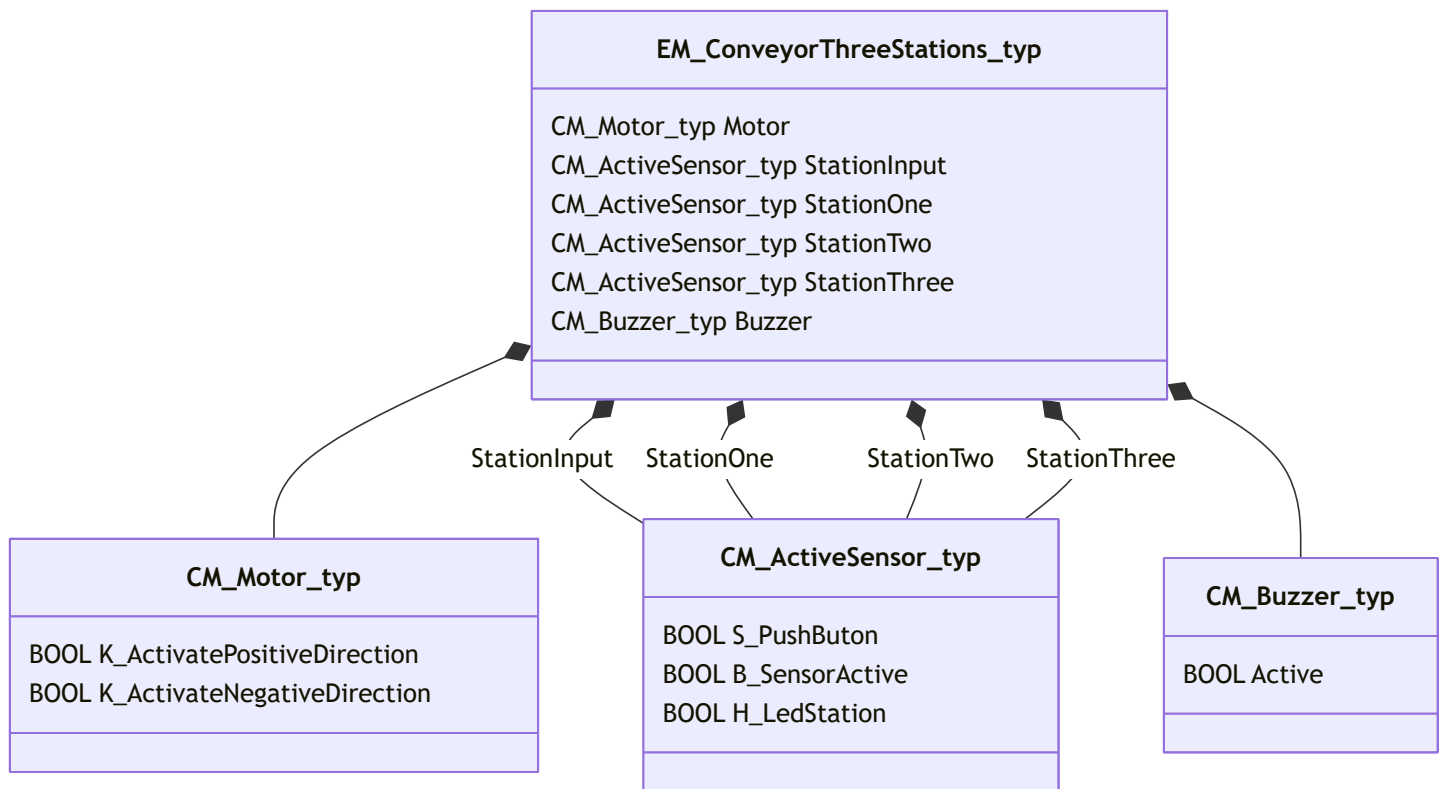 EM_ConveyorThreeStations_typ
CM_Motor_typ Motor
CM_ActiveSensor_typ StationInput
CM_ActiveSensor_typ StationOne
CM_ActiveSensor_typ StationTwo
CM_ActiveSensor_typ StationThree
CM_Buzzer_typ Buzzer
StationInput
StationOne
StationTwo
StationThree
CM_Motor_typ
BOOL K_ActivatePositiveDirection
BOOL K_ActivateNegativeDirection
CM_ActiveSensor_typ
BOOL S_PushButon
BOOL B_SensorActive
BOOL H_LedStation
CM_Buzzer_typ
BOOL Active